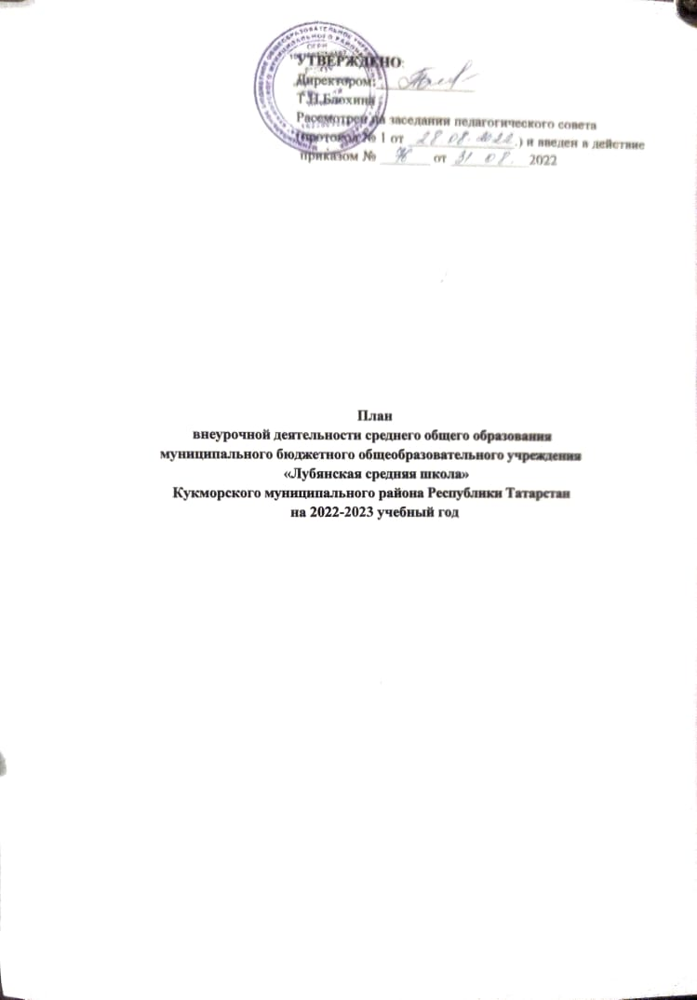 УТВЕРЖДЕНО:
Директором:
Т.Н.Блохина
Рассмотрен на заседании педагогического совета
(протокол № 1 от 28 08. 2022.) и введен в действие
приказом № 76 от 31 08. 2022
План
внеурочной деятельности среднего общего образования
муниципального бюджетного общеобразовательного учреждения
«Лубянская средняя школа»
Кукморского муниципального района Республики Татарстан
на 2022-2023 учебный год